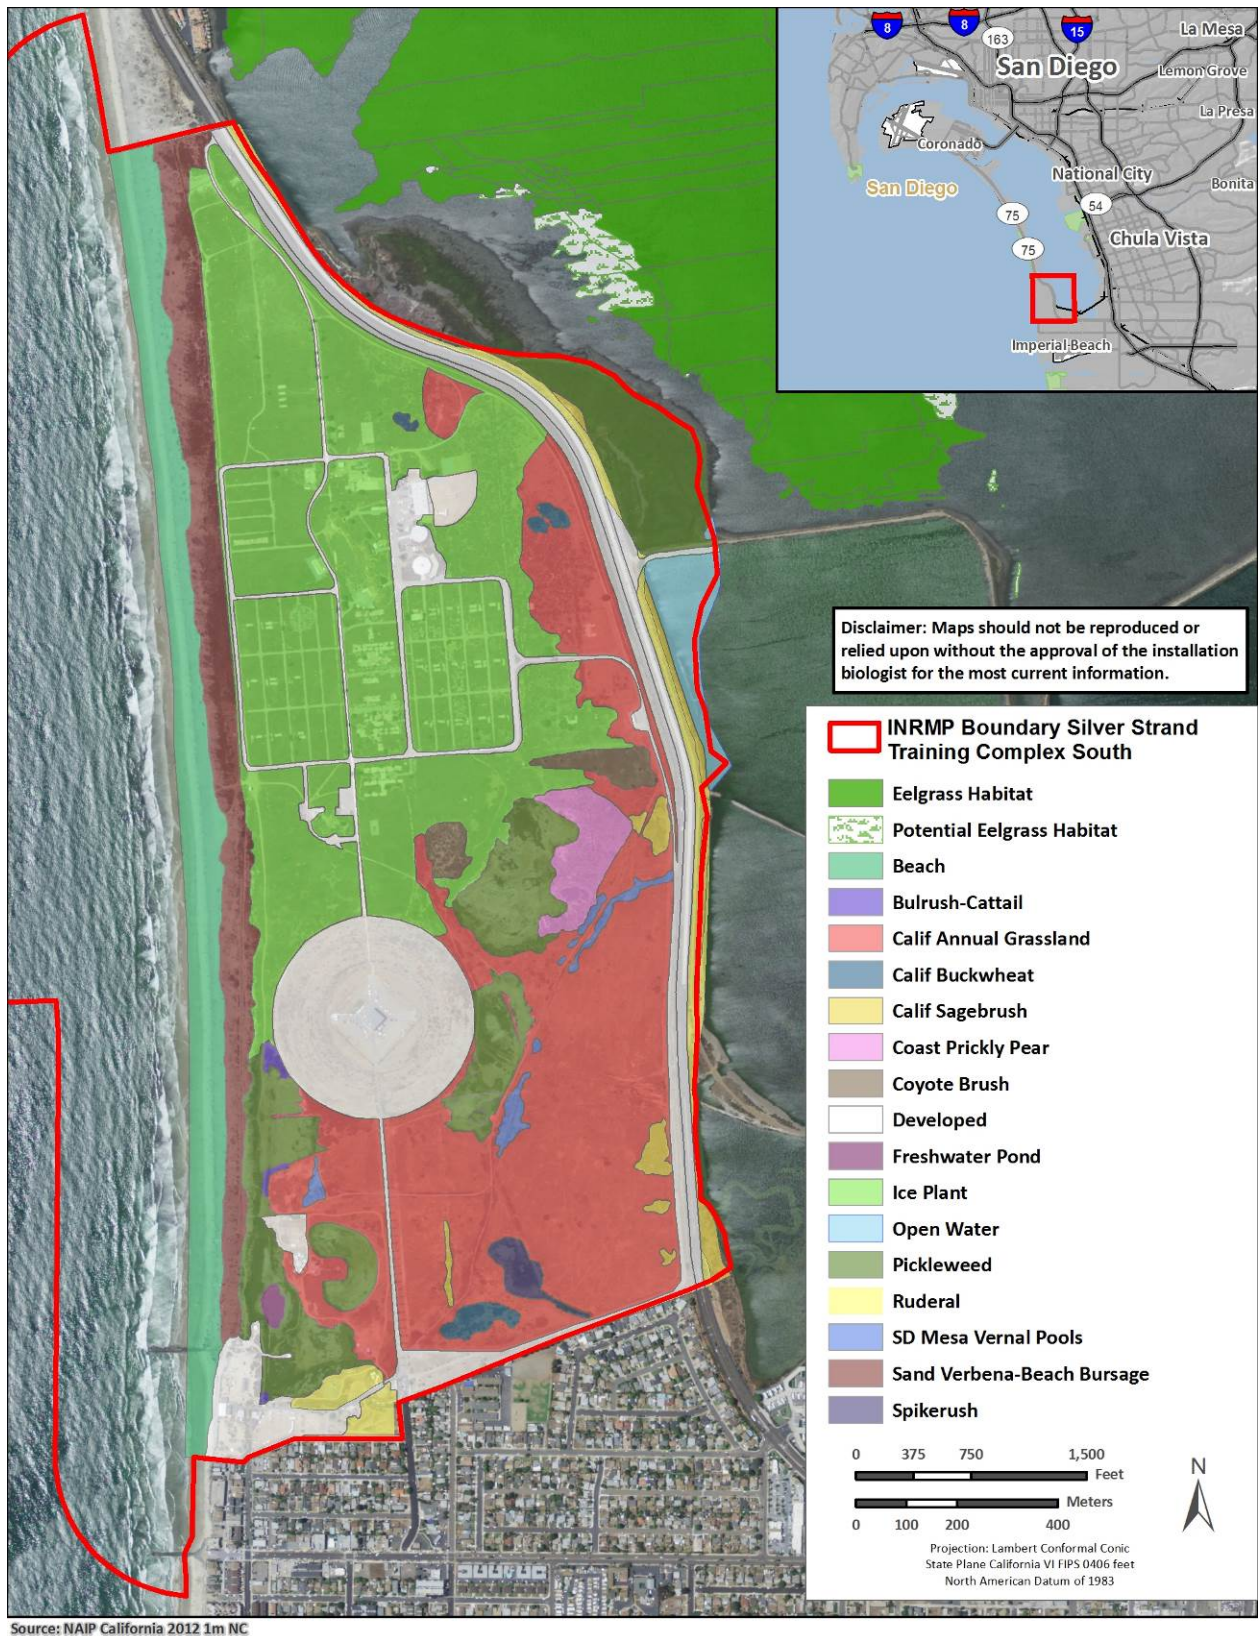 8
8
15
163
La Mesa
San Diego
Lemon Grove
La Presa
Coronado
National City
San Diego
Bonita
54
75
Chula Vista
75
Imperial Beach
Disclaimer: Maps should not be reproduced or
relied upon without the approval of the installation
biologist for the most current information.
INRMP Boundary Silver Strand
Training Complex South
Eelgrass Habitat
Potential Eelgrass Habitat
Beach
Bulrush-Cattail
Calif Annual Grassland
Calif Buckwheat
Calif Sagebrush
Coast Prickly Pear
Coyote Brush
Developed
Freshwater Pond
Ice Plant
Open Water
Pickleweed
Ruderal
SD Mesa Vernal Pools
Sand Verbena-Beach Bursage
Spikerush
0 375 750 1,500
Feet
Meters
0 100 200 400
N
Projection: Lambert Conformal Conic
State Plane California VI FIPS 0406 feet
North American Datum of 1983
Source: NAIP California 2012 1m NC